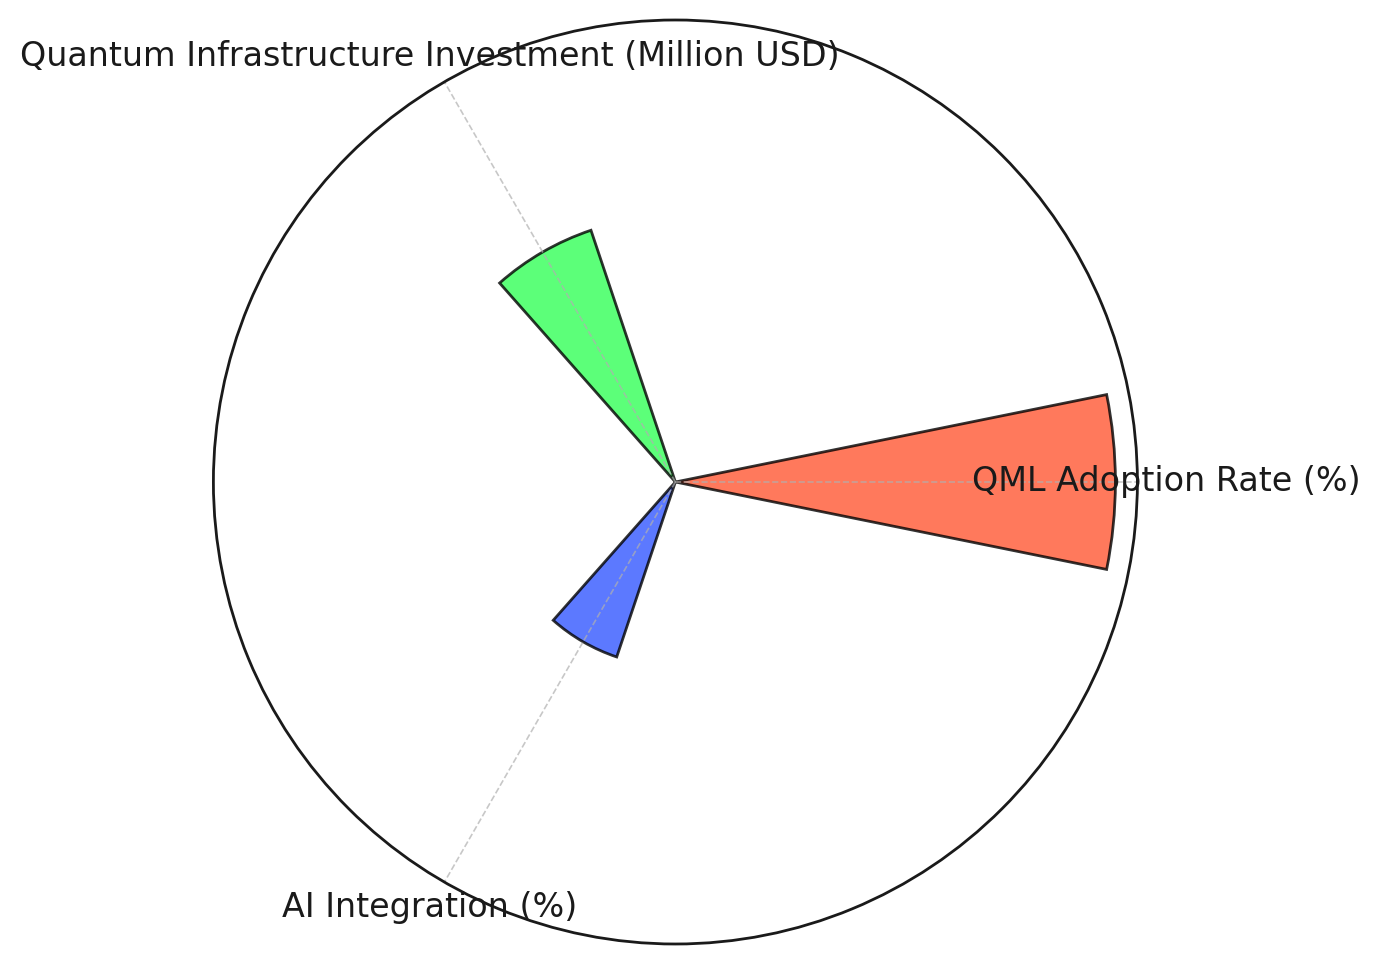 Quantum Infrastructure Investment (Million USD)
QML Adoption Rate (%)
AI Integration (%)